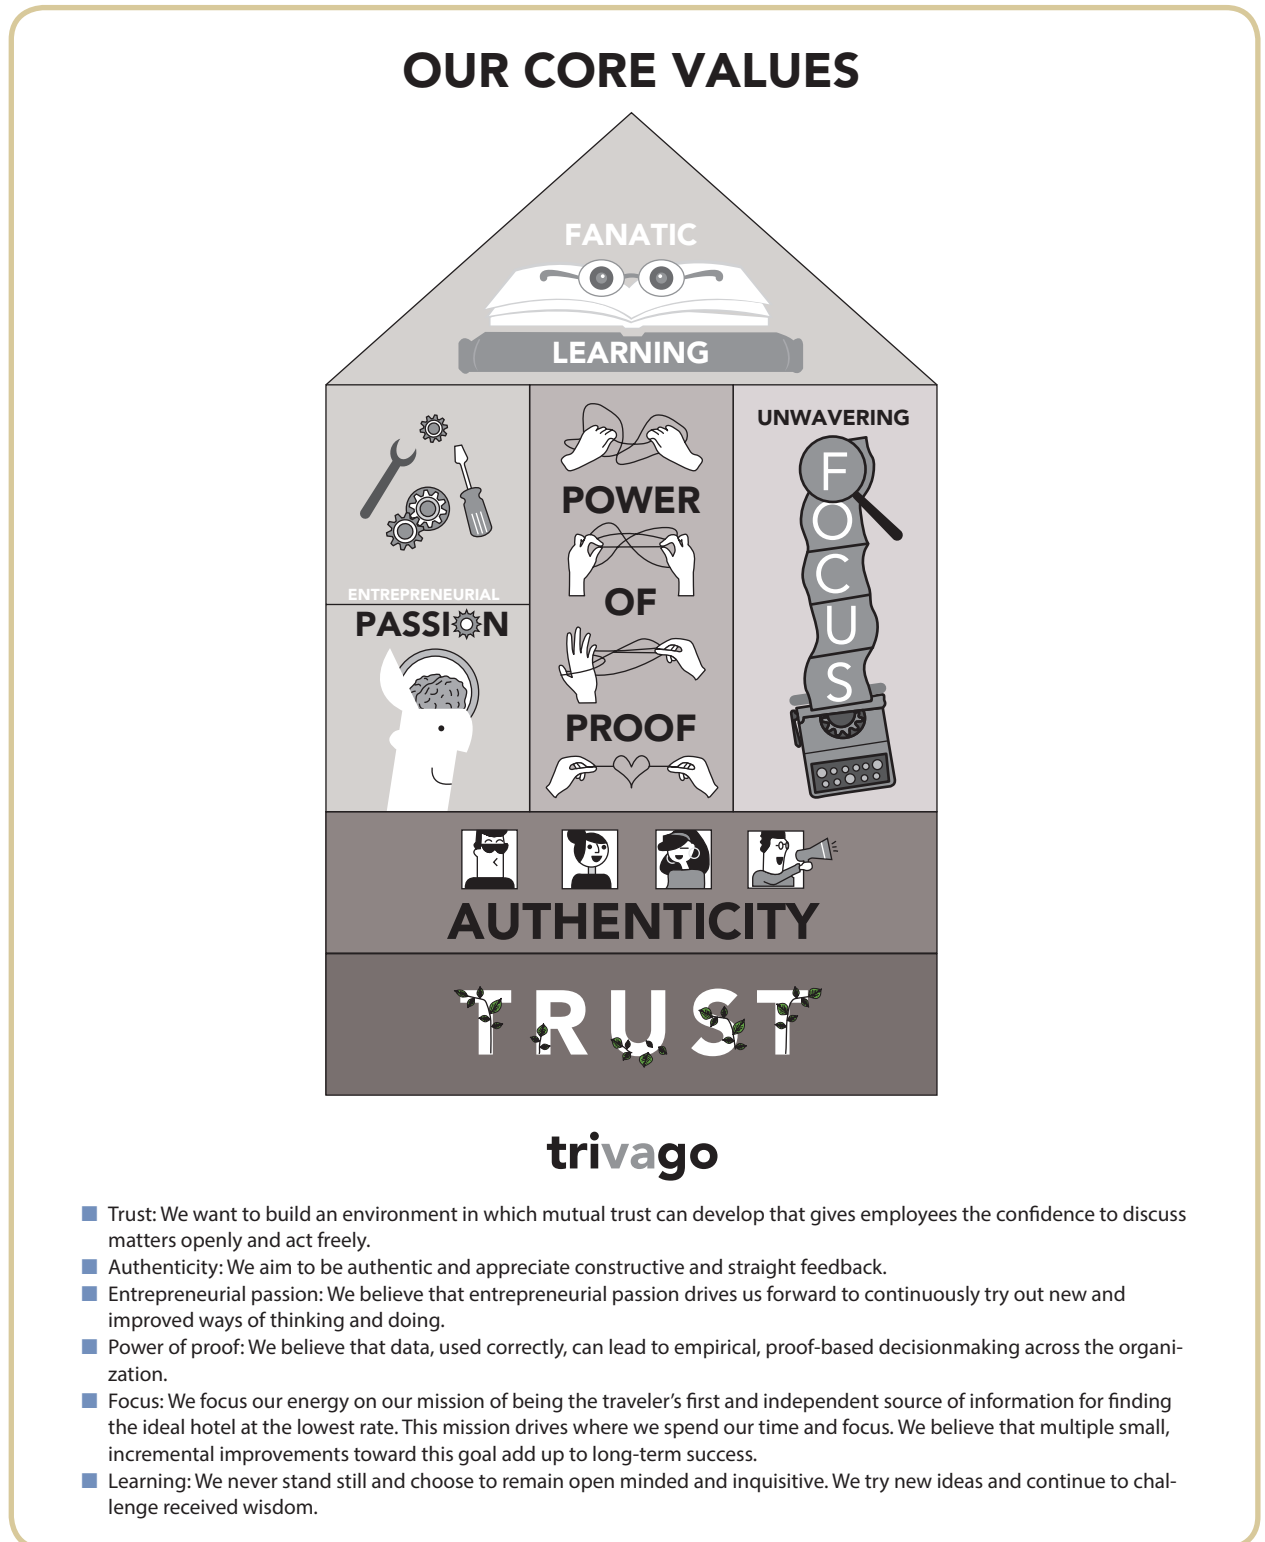 OUR CORE VALUES
FANATIC
LEARNING
ENTREPRENEURIAL
PASSION
POWER
OF
PROOF
UNWAVERING
F
O
C
U
S
AUTHENTICITY
TRUST
trivago
Trust: We want to build an environment in which mutual trust can develop that gives employees the confidence to discuss
matters openly and act freely.
Authenticity: We aim to be authentic and appreciate constructive and straight feedback.
Entrepreneurial passion: We believe that entrepreneurial passion drives us forward to continuously try out new and
improved ways of thinking and doing.
Power of proof: We believe that data, used correctly, can lead to empirical, proof-based decisionmaking across the organi-
zation.
Focus: We focus our energy on our mission of being the traveler’s first and independent source of information for finding
the ideal hotel at the lowest rate. This mission drives where we spend our time and focus. We believe that multiple small,
incremental improvements toward this goal add up to long-term success.
Learning: We never stand still and choose to remain open minded and inquisitive. We try new ideas and continue to chal-
lenge received wisdom.